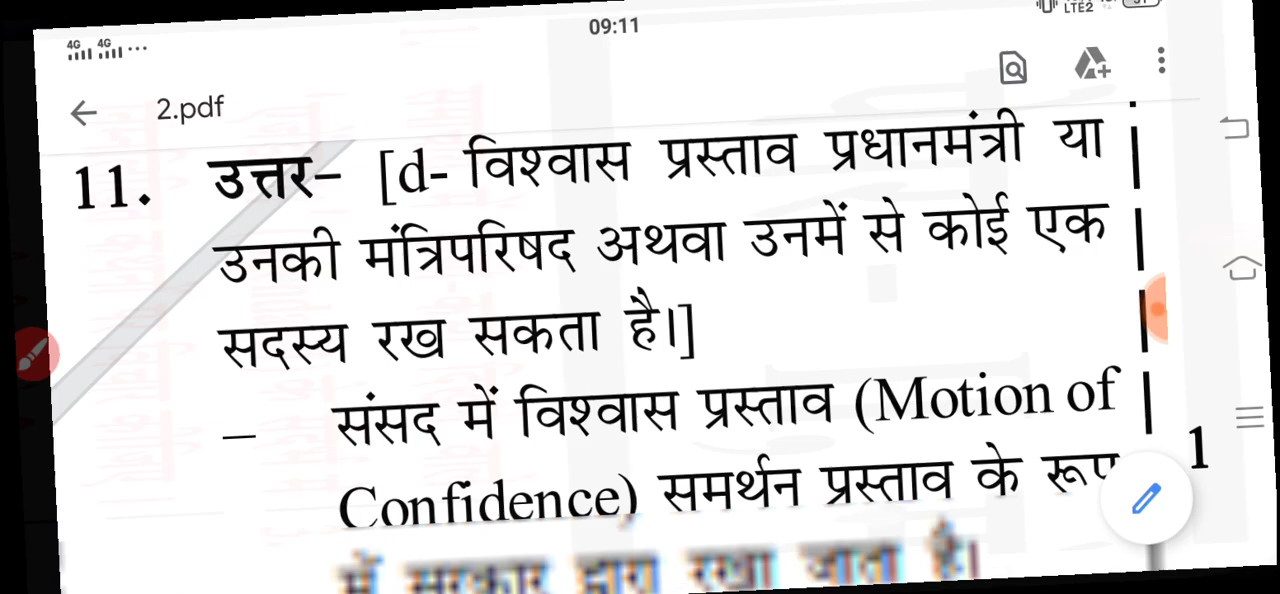 09:11
LTE2
2.pdf
11. उत्तर– [d- विश्वास प्रस्ताव प्रधानमंत्री या
उनकी मंत्रिपरिषद अथवा उनमें से कोई एक
सदस्य रख सकता है।]
– संसद में विश्वास प्रस्ताव (Motion of
Confidence) समर्थन प्रस्ताव के रूप
में सरकार द्वारा रखा जाता है।
1